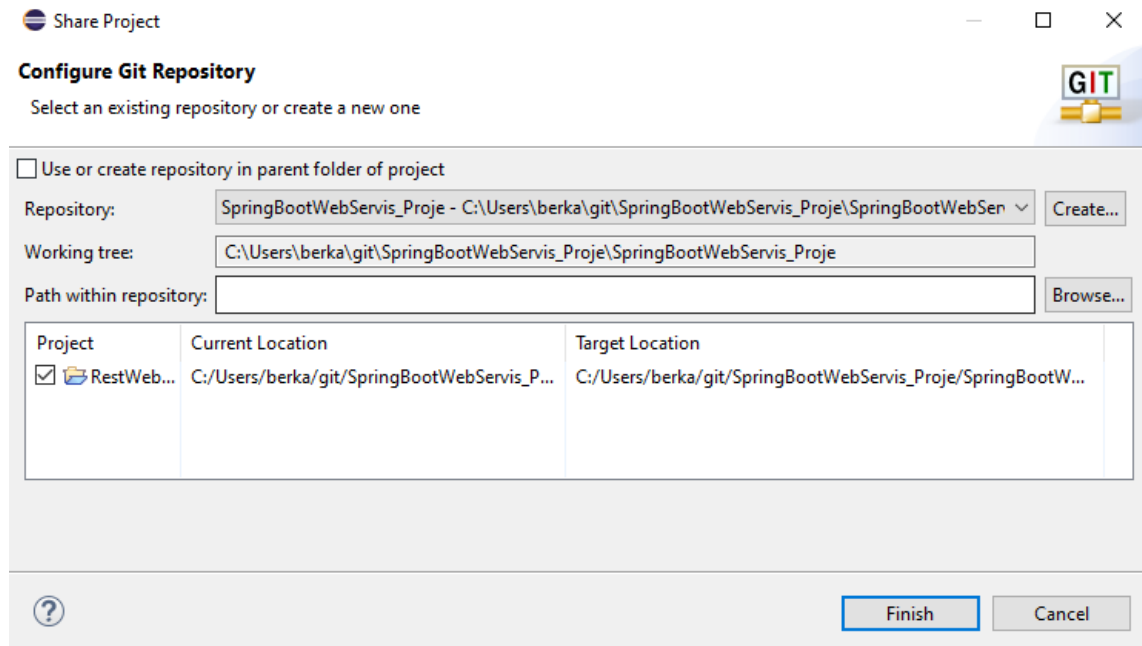 Share Project
Configure Git Repository
Select an existing repository or create a new one
GIT
Use or create repository in parent folder of project
Repository: SpringBootWebServis_Proje - C:\Users\berka\git\SpringBootWebServis_Proje\SpringBootWebSer Create...
Working tree: C:\Users\berka\git\SpringBootWebServis_Proje\SpringBootWebServis_Proje
Path within repository: Browse...
Project Current Location Target Location
RestWeb... C:/Users/berka/git/SpringBootWebServis_P... C:/Users/berka/git/SpringBootWebServis_Proje/SpringBootW...
? Finish Cancel